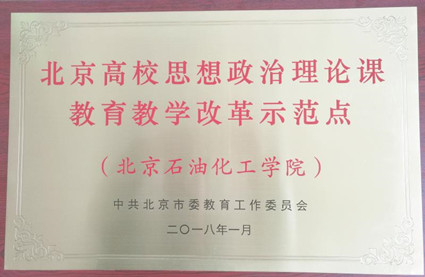 北京高校思想政治理论课
教育教学改革示范点
（北京石油化工学院）
中共北京市委教育工作委员会
二〇一八年一月